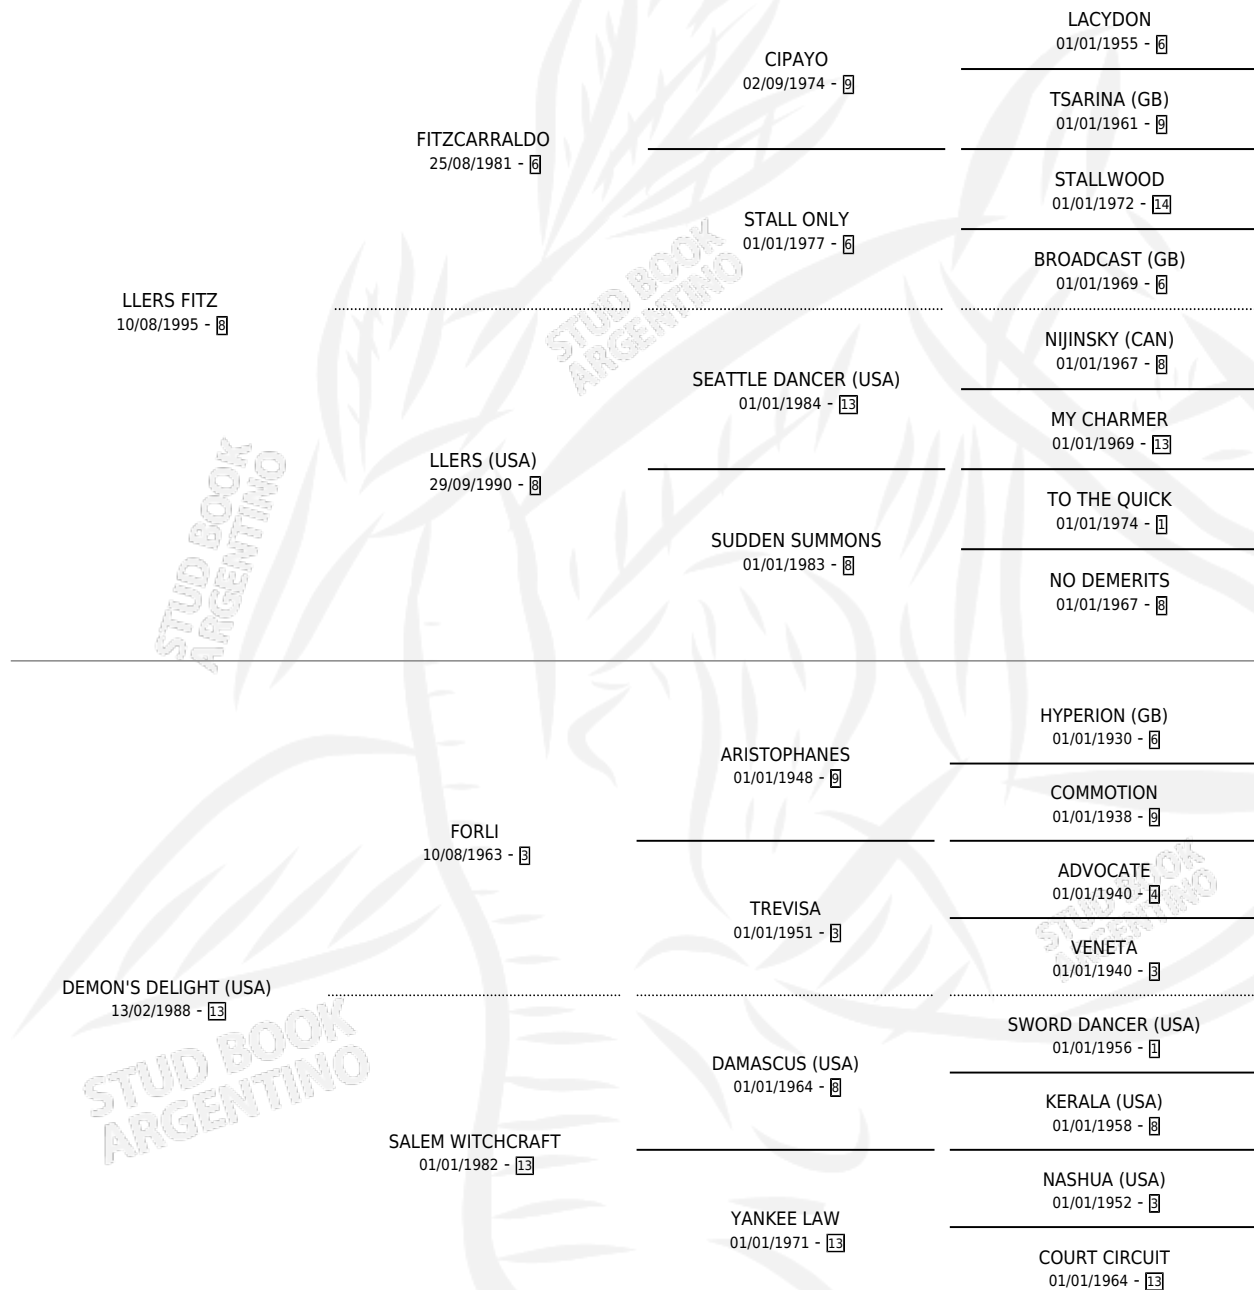 LACYDON
01/01/1955 - 6
CIPAYO
02/09/1974 - 9
TSARINA (GB)
01/01/1961 - 9
FITZCARRALDO
25/08/1981 - 6
STALLWOOD
01/01/1972 - 14
STALL ONLY
01/01/1977 - 6
BROADCAST (GB)
01/01/1969 - 6
LLERS FITZ
10/08/1995 - 8
NIJINSKY (CAN)
01/01/1967 - 8
SEATTLE DANCER (USA)
01/01/1984 - 13
MY CHARMER
01/01/1969 - 13
LLERS (USA)
29/09/1990 - 8
TO THE QUICK
01/01/1974 - 1
SUDDEN SUMMONS
01/01/1983 - 8
NO DEMERITS
01/01/1967 - 8
HYPERION (GB)
01/01/1930 - 6
ARISTOPHANES
01/01/1948 - 9
COMMOTION
01/01/1938 - 9
FORLI
10/08/1963 - 3
ADVOCATE
01/01/1940 - 4
TREVISA
01/01/1951 - 3
VENETA
01/01/1940 - 3
DEMON'S DELIGHT (USA)
13/02/1988 - 13
SWORD DANCER (USA)
01/01/1956 - 1
DAMASCUS (USA)
01/01/1964 - 8
KERALA (USA)
01/01/1958 - 8
SALEM WITCHCRAFT
01/01/1982 - 13
NASHUA (USA)
01/01/1952 - 3
YANKEE LAW
01/01/1971 - 13
COURT CIRCUIT
01/01/1964 - 13
STUD BOOK
ARGENTINO
STUD BOOK
ARGENTINO
STUD BOOK
ARGENTINO
STUD BOOK
ARGENTINO